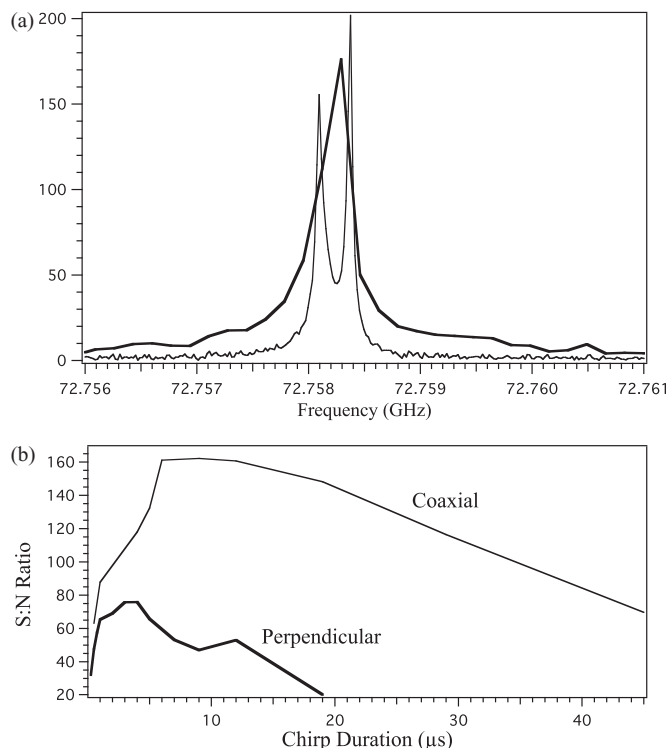 (a)
200
150
100
50
0
72.756 72.757 72.758 72.759 72.760 72.761
Frequency (GHz)
(b)
160
140
120
100
80
60
40
20
S:N Ratio
Coaxial
Perpendicular
10 20 30 40
Chirp Duration (μs)